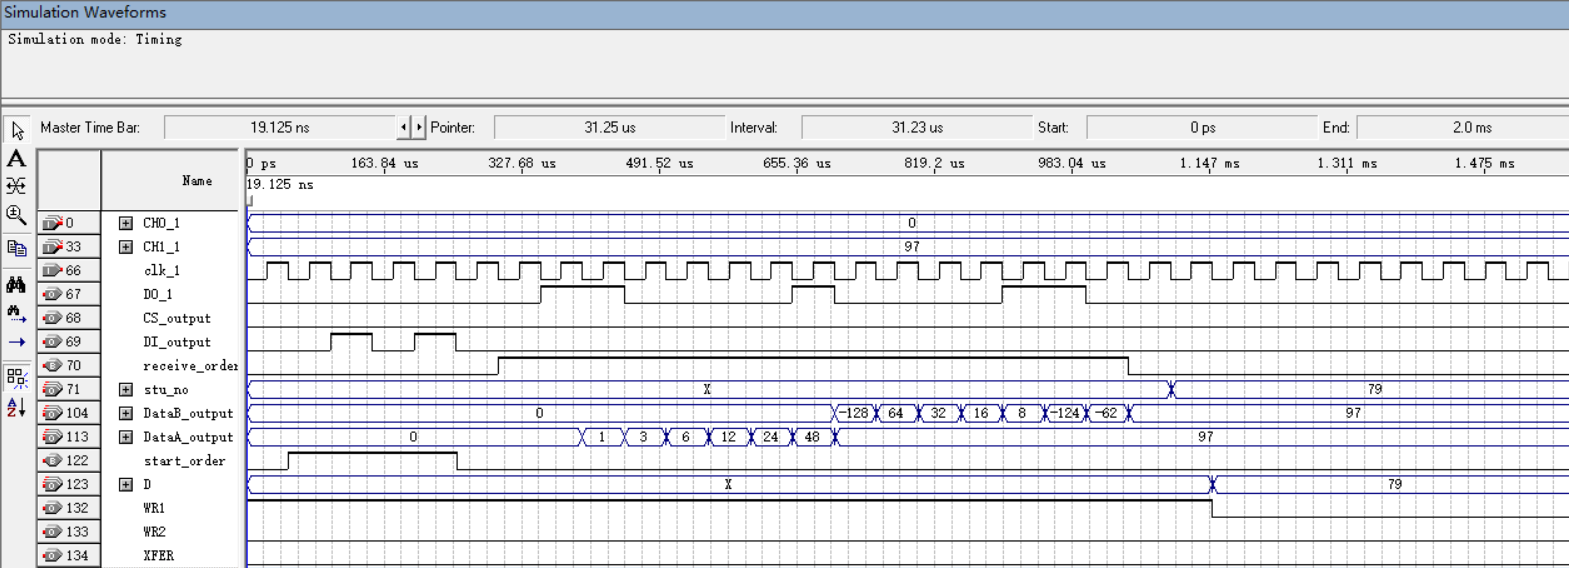 Simulation Waveforms
Simulation mode: Timing
Master Time Bar: 19.125 ns Pointer: 31.25 us Interval: 31.23 us Start: 0 ps End: 2.0 ms
Name 0 ps 163.84 us 327.68 us 491.52 us 655.36 us 819.2 us 983.04 us 1.147 ms 1.311 ms 1.475 ms
19.125 ns
0 CH0_1 0
33 CH1_1 97
66 clk_1
67 DO_1
68 CS_output
69 DI_output
70 receive_order
71 stu_no X 79
104 DataB_output 0 -128 64 32 16 8 -124 -62 97
113 DataA_output 0 1 3 6 12 24 48 97
122 start_order
123 D X 79
132 WR1
133 WR2
134 XFER